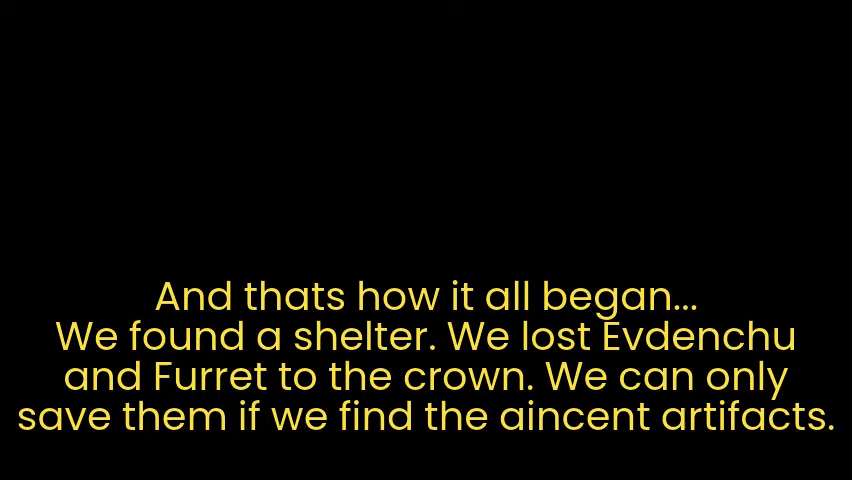 And thats how it all began...
We found a shelter. We lost Evdenchu
and Furret to the crown. We can only
save them if we find the aincent artifacts.